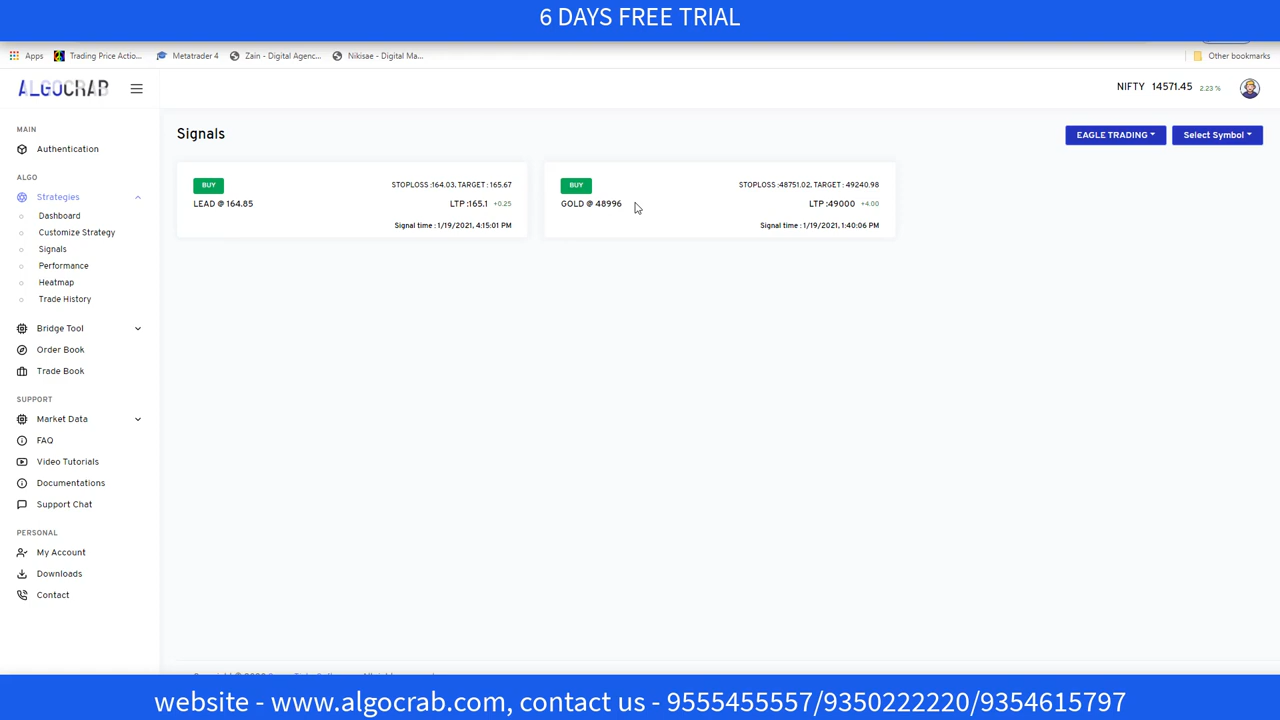 6 DAYS FREE TRIAL
Apps Trading Price Actio... Metatrader 4 Zain - Digital Agenc... Nikisae - Digital Ma... Other bookmarks
ALGOCRAB NIFTY 14571.45 2.23 %
MAIN
Authentication
ALGO
Strategies
Dashboard
Customize Strategy
Signals
Performance
Heatmap
Trade History
Bridge Tool
Order Book
Trade Book
SUPPORT
Market Data
FAQ
Video Tutorials
Documentations
Support Chat
PERSONAL
My Account
Downloads
Contact
Signals EAGLE TRADING Select Symbol
BUY STOPLOSS :164.03, TARGET : 165.67
LEAD @ 164.85 LTP :165.1 +0.25
Signal time : 1/19/2021, 4:15:01 PM
BUY STOPLOSS :48751.02, TARGET : 49240.98
GOLD @ 48996 LTP :49000 +4.00
Signal time : 1/19/2021, 1:40:06 PM
website - www.algocrab.com, contact us - 9555455557/9350222220/9354615797